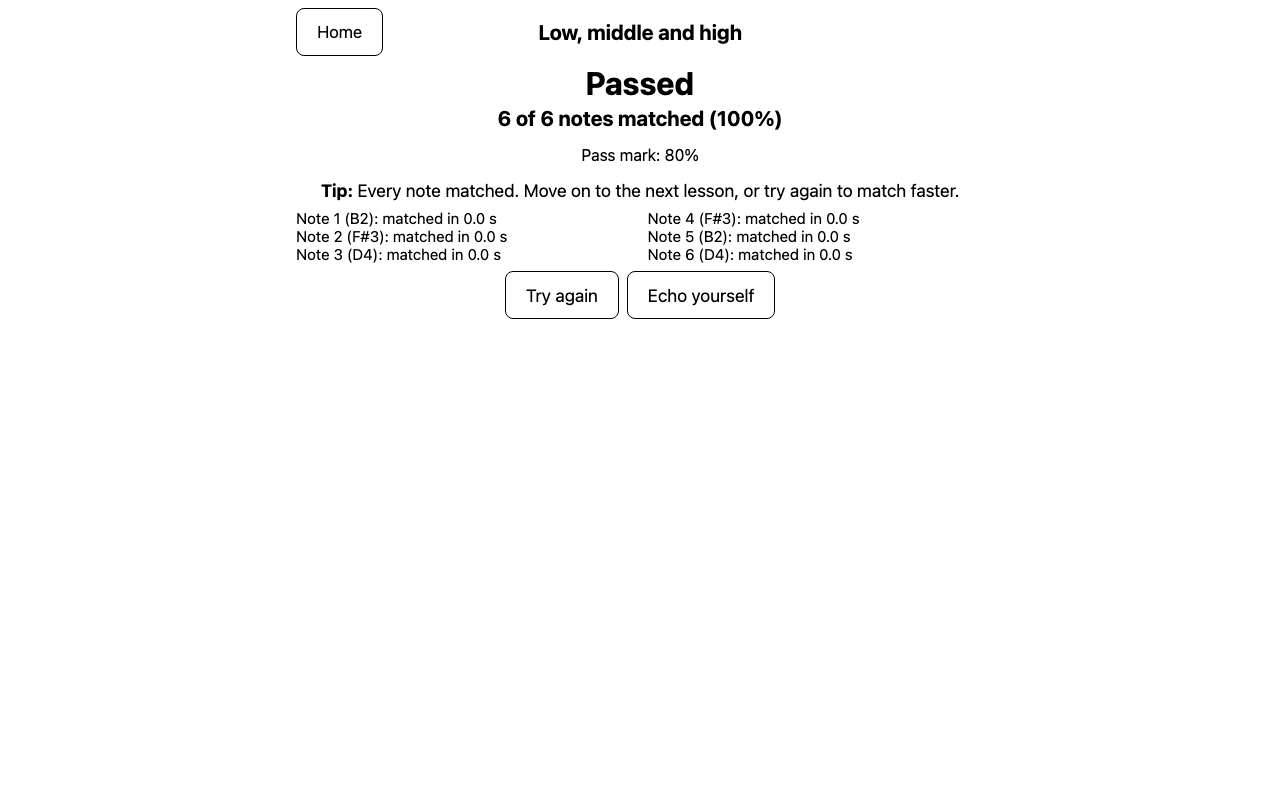 Home
Low, middle and high
Passed
6 of 6 notes matched (100%)
Pass mark: 80%
Tip: Every note matched. Move on to the next lesson, or try again to match faster.
Note 1 (B2): matched in 0.0 s
Note 2 (F#3): matched in 0.0 s
Note 3 (D4): matched in 0.0 s
Note 4 (F#3): matched in 0.0 s
Note 5 (B2): matched in 0.0 s
Note 6 (D4): matched in 0.0 s
Try again
Echo yourself